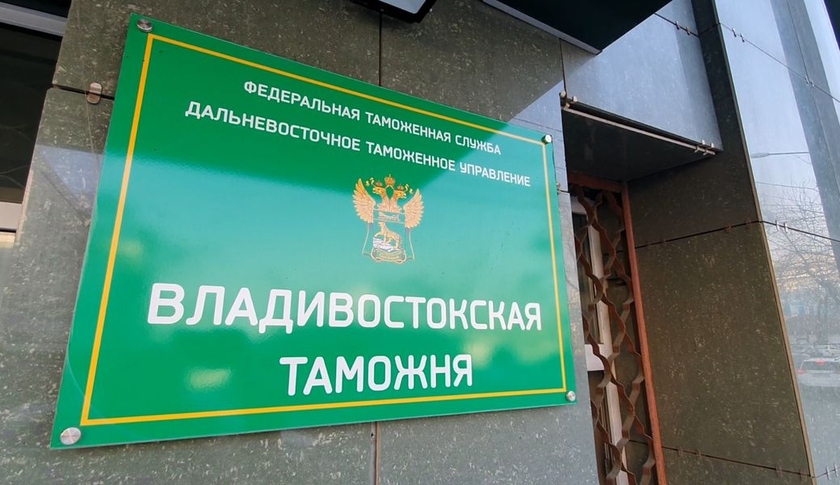 ФЕДЕРАЛЬНАЯ ТАМОЖЕННАЯ СЛУЖБА
ДАЛЬНЕВОСТОЧНОЕ ТАМОЖЕННОЕ УПРАВЛЕНИЕ
ВЛАДИВОСТОКСКАЯ
ТАМОЖНЯ